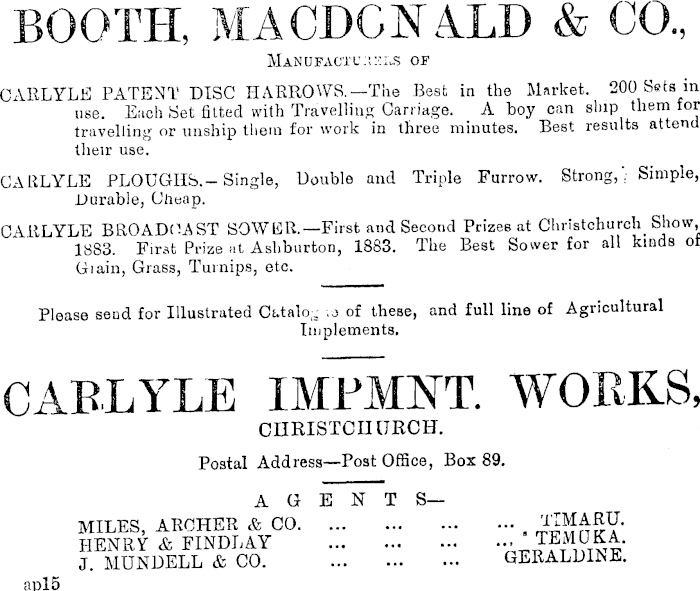 BOOTH, MACDONALD & CO.,
MANUFACTURERS OF
CARLYLE PATENT DISC HARROWS.—The Best in the Market. 200 Sets in
use. Each Set fitted with Travelling Carriage. A boy can ship them for
travelling or unship them for work in three minutes. Best results attend
their use.
CARLYLE PLOUGHS.—Single, Double and Triple Furrow. Strong, Simple,
Durable, Cheap.
CARLYLE BROADCAST SOWER.—First and Second Prizes at Christchurch Show,
1883. First Prize at Ashburton, 1883. The Best Sower for all kinds of
Grain, Grass, Turnips, etc.
Please send for Illustrated Catalogue of these, and full line of Agricultural
Implements.
CARLYLE IMPMNT. WORKS,
CHRISTCHURCH.
Postal Address—Post Office, Box 89.
AGENTS—
MILES, ARCHER & CO. ... ... ... ... TIMARU.
HENRY & FINDLAY ... ... ... ... TEMUKA.
J. MUNDELL & CO. ... ... ... GERALDINE.
ap15